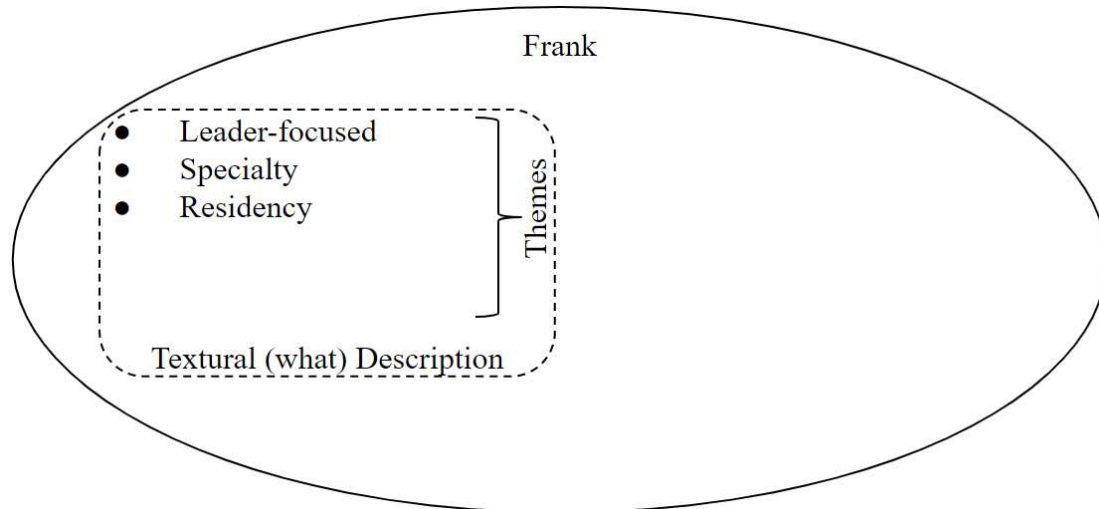 Frank
● Leader-focused
● Specialty
● Residency
Themes
Textural (what) Description